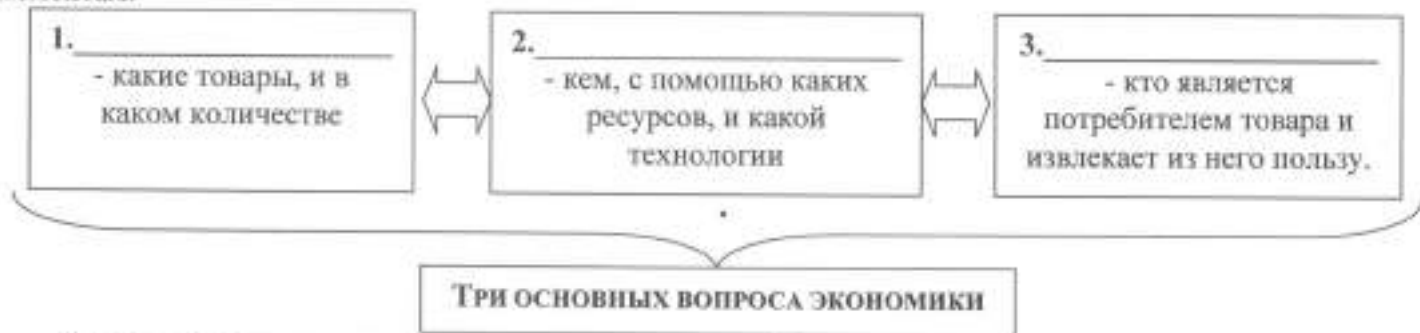 1.
- какие товары, и в
каком количестве
2.
- кем, с помощью каких
ресурсов, и какой
технологии
3.
- кто является
потребителем товара и
извлекает из него пользу.
ТРИ ОСНОВНЫХ ВОПРОСА ЭКОНОМИКИ